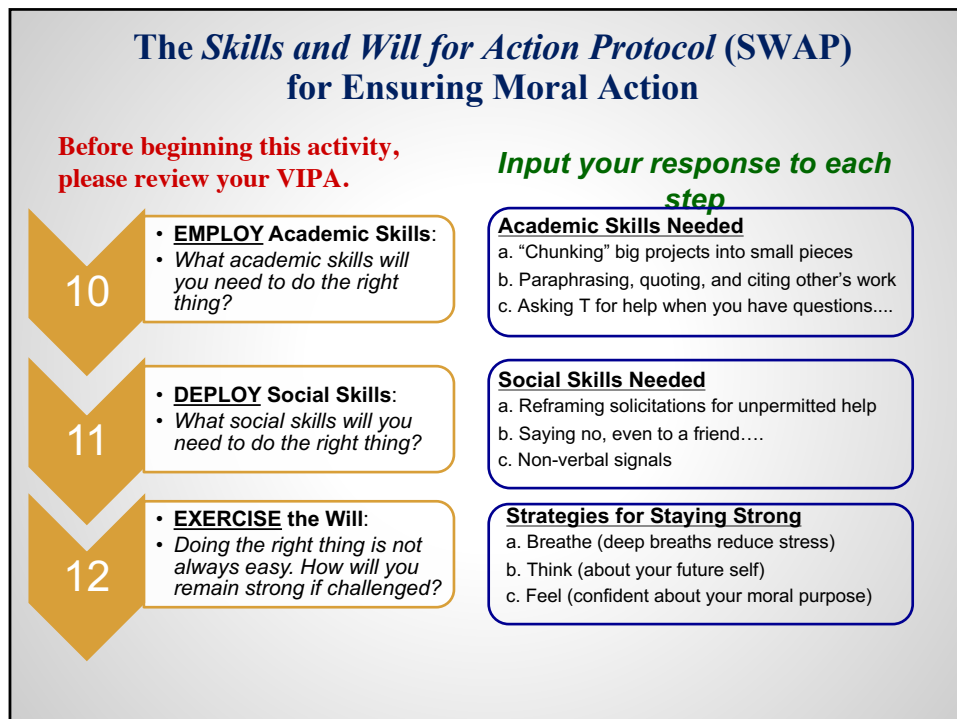 The Skills and Will for Action Protocol (SWAP)
for Ensuring Moral Action
Before beginning this activity,
please review your VIPA.
Input your response to each
step
10
• EMPLOY Academic Skills:
• What academic skills will
you need to do the right
thing?
Academic Skills Needed
a. “Chunking” big projects into small pieces
b. Paraphrasing, quoting, and citing other’s work
c. Asking T for help when you have questions....
11
• DEPLOY Social Skills:
• What social skills will you
need to do the right thing?
Social Skills Needed
a. Reframing solicitations for unpermitted help
b. Saying no, even to a friend….
c. Non-verbal signals
12
• EXERCISE the Will:
• Doing the right thing is not
always easy. How will you
remain strong if challenged?
Strategies for Staying Strong
a. Breathe (deep breaths reduce stress)
b. Think (about your future self)
c. Feel (confident about your moral purpose)